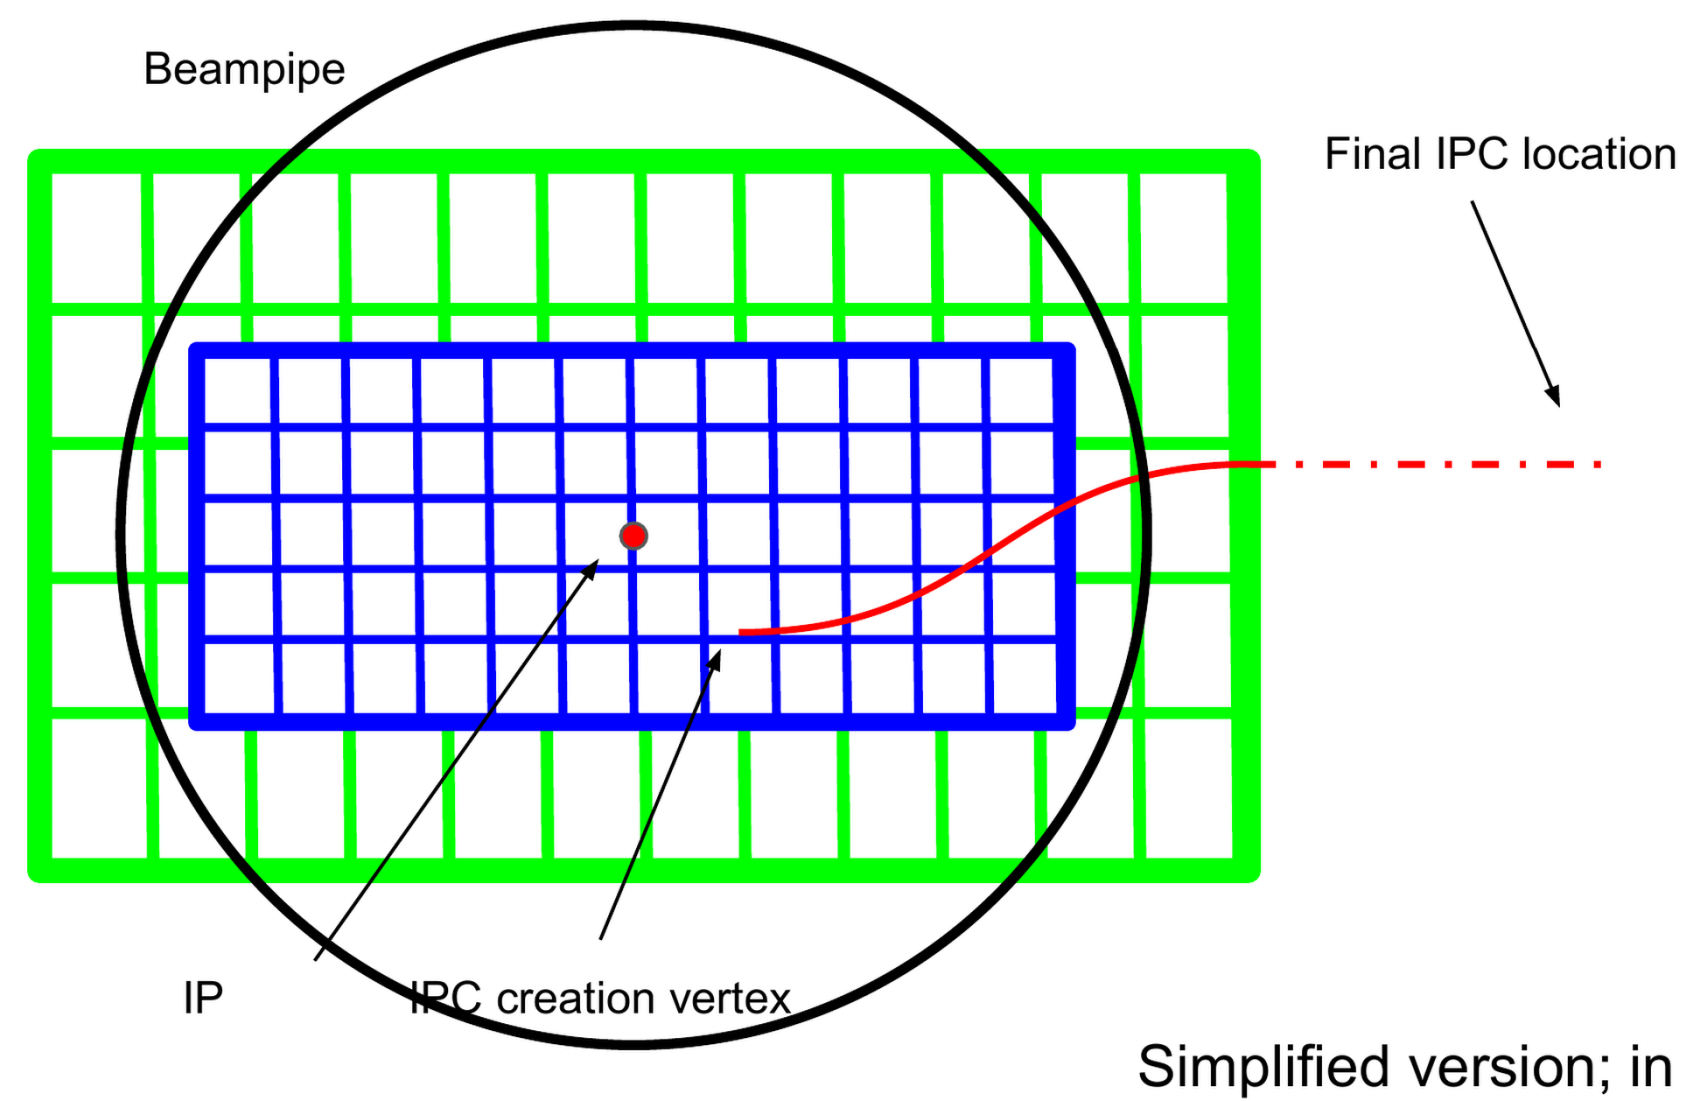 Beampipe
Final IPC location
IP
IPC creation vertex
Simplified version; in